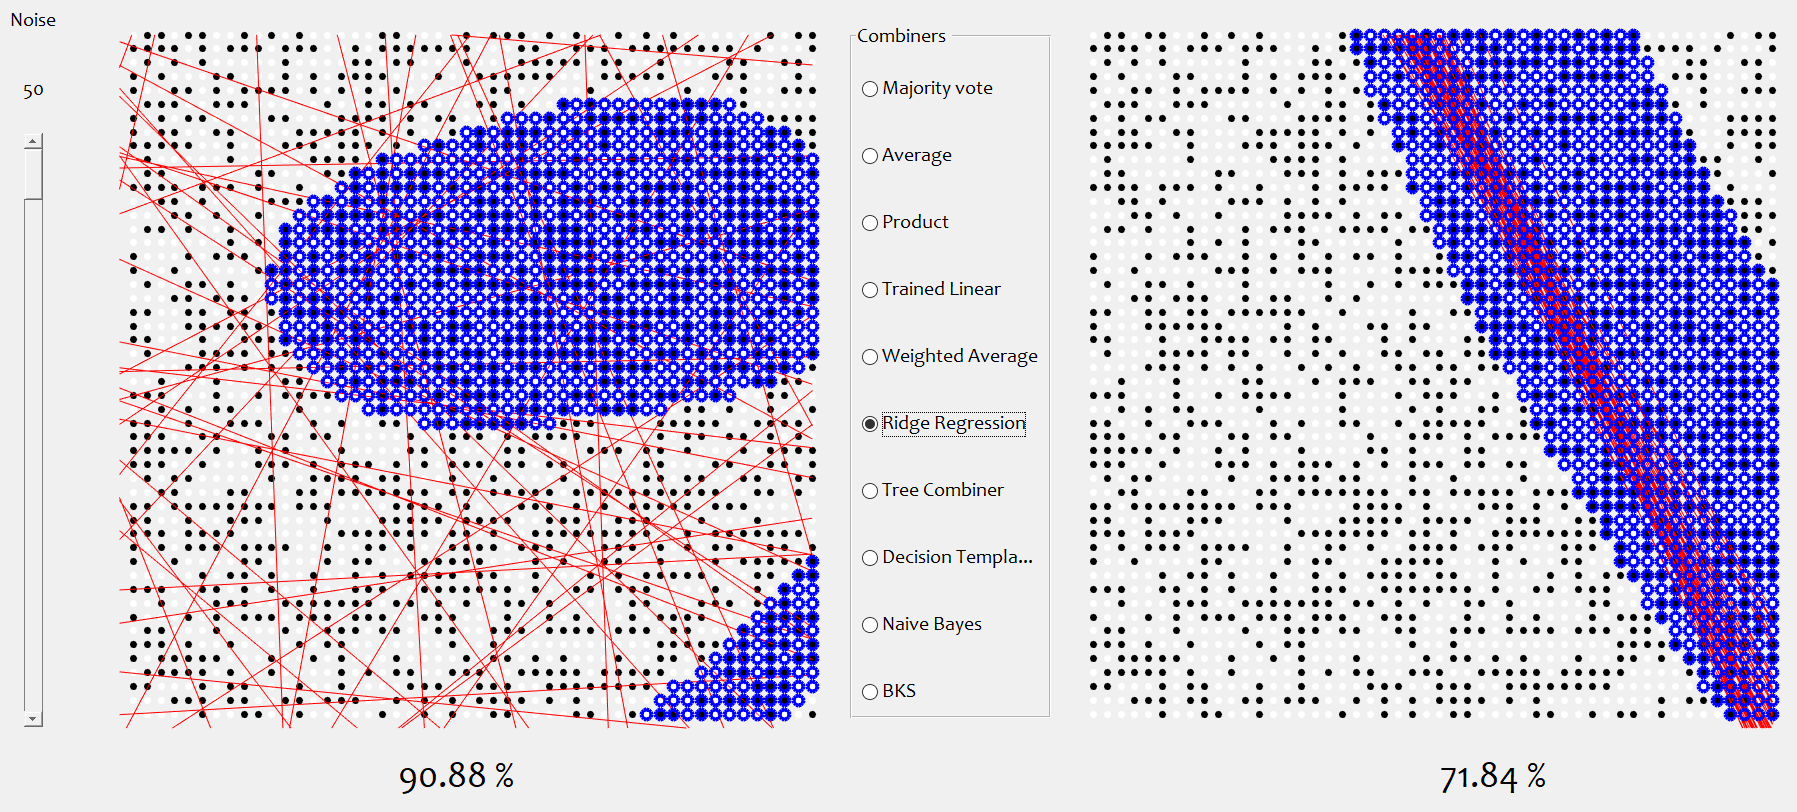 Noise
50
Combiners
Majority vote
Average
Product
Trained Linear
Weighted Average
Ridge Regression
Tree Combiner
Decision Templa...
Naive Bayes
BKS
90.88 %
71.84 %